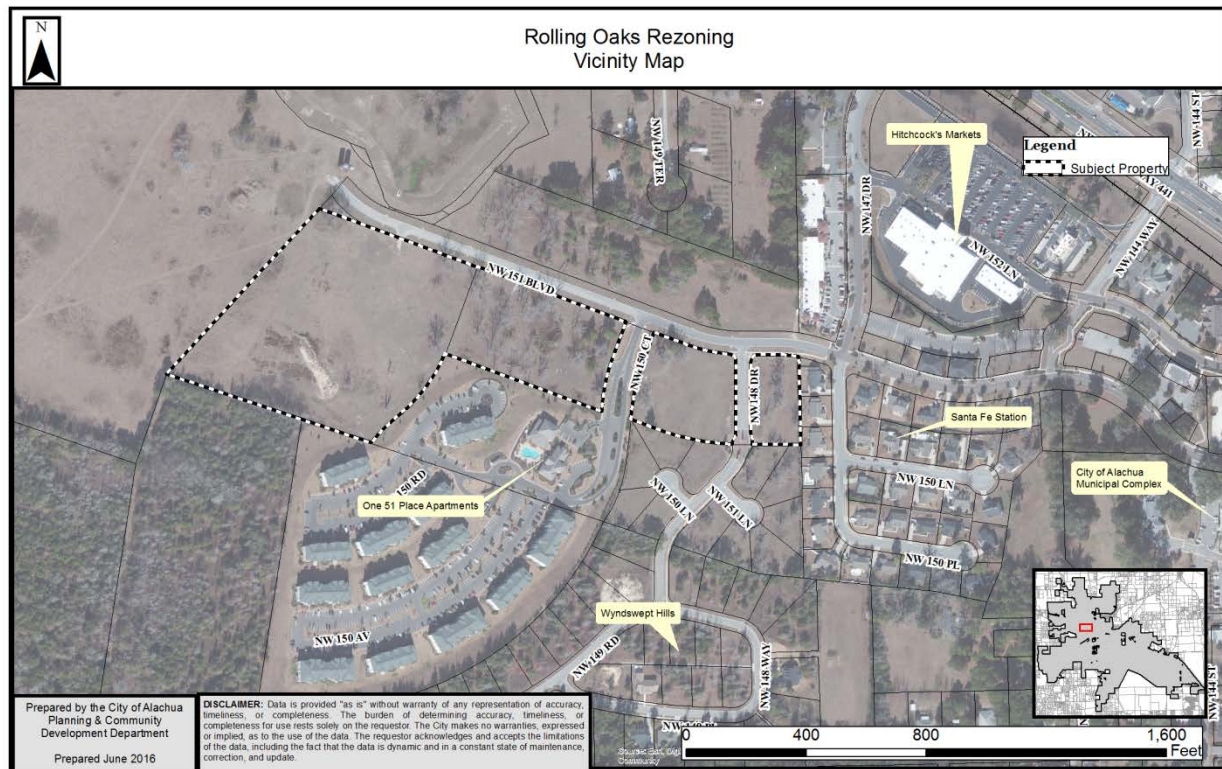 N
Rolling Oaks Rezoning
Vicinity Map
NW 149 TER
NW 147 DR
Hitchcock's Markets
Legend
Subject Property
NW 144 ST
AY 441
NW 144 WAY
NW 152 LN
NW 151 BLVD
NW 150 CT
NW 148 DR
Santa Fe Station
City of Alachua
Municipal Complex
NW 150 LN
NW 150 LN
NW 151 LN
NW 150 PL
150 RD
One 51 Place Apartments
Wyndswept Hills
NW 150 AV
NW 149 RD
NW 148 WAY
NW 144 ST
Prepared by the City of Alachua
Planning & Community
Development Department
Prepared June 2016
DISCLAIMER: Data is provided "as is" without warranty of any representation of accuracy,
timeliness, or completeness. The burden of determining accuracy, timeliness, or
completeness for use rests solely on the requestor. The City makes no warranties, expressed
or implied, as to the use of the data. The requestor acknowledges and accepts the limitations
of the data, including the fact that the data is dynamic and in a constant state of maintenance,
correction, and update.
Source: Esri,
Community
0 400 800 1,600
Feet